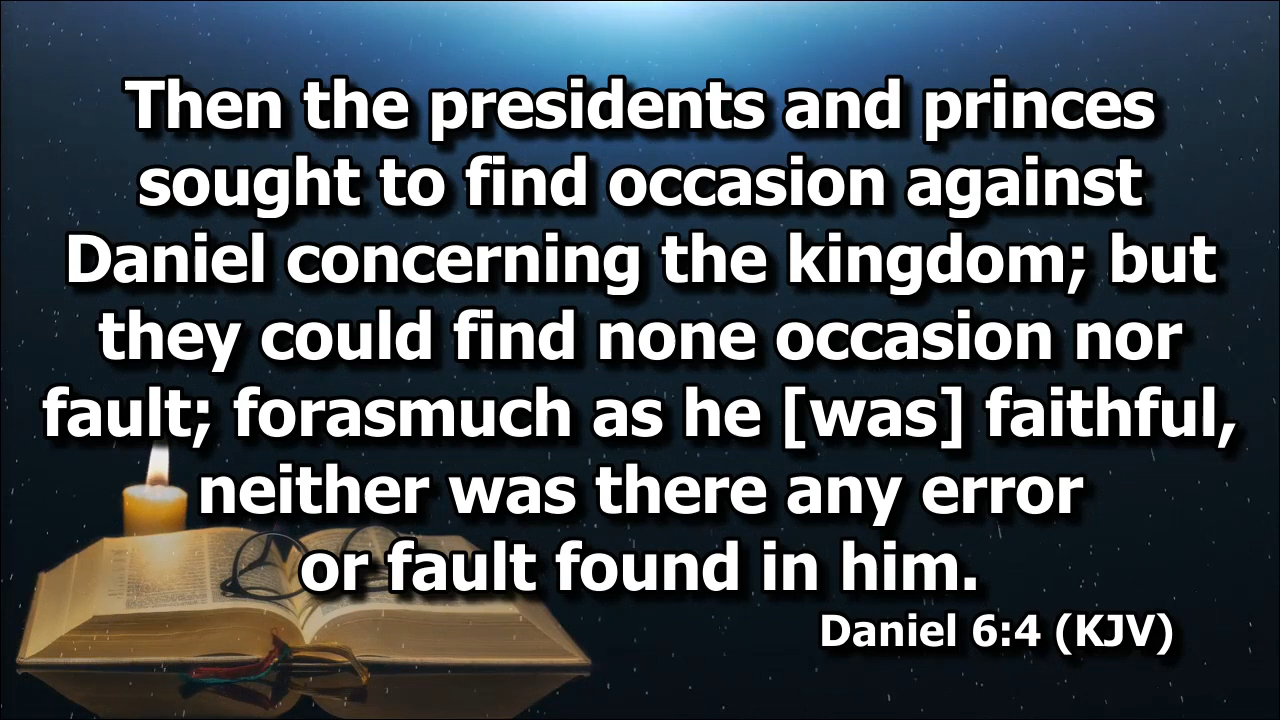 Then the presidents and princes
sought to find occasion against
Daniel concerning the kingdom; but
they could find none occasion nor
fault; forasmuch as he [was] faithful,
neither was there any error
or fault found in him.
Daniel 6:4 (KJV)